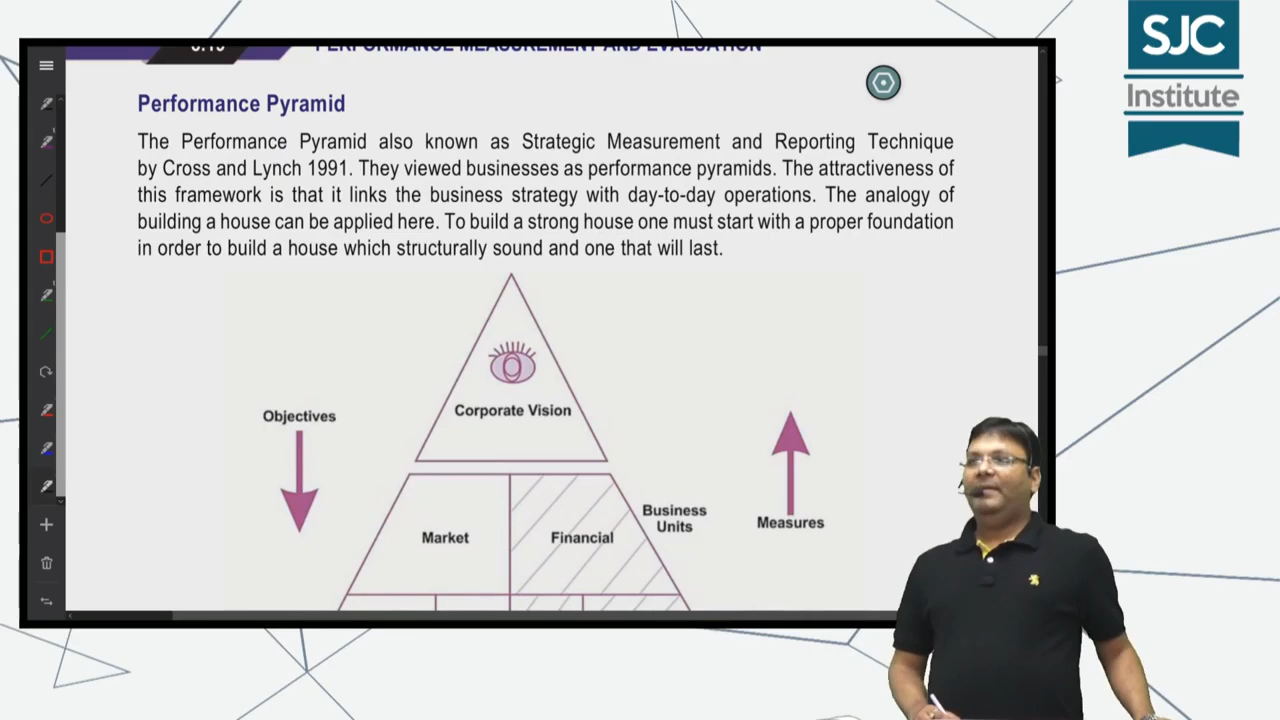 PERFORMANCE MEASUREMENT AND EVALUATION
SJC
Institute
Performance Pyramid
The Performance Pyramid also known as Strategic Measurement and Reporting Technique
by Cross and Lynch 1991. They viewed businesses as performance pyramids. The attractiveness of
this framework is that it links the business strategy with day-to-day operations. The analogy of
building a house can be applied here. To build a strong house one must start with a proper foundation
in order to build a house which structurally sound and one that will last.
Corporate Vision
Objectives
Market
Financial
Business
Units
Measures